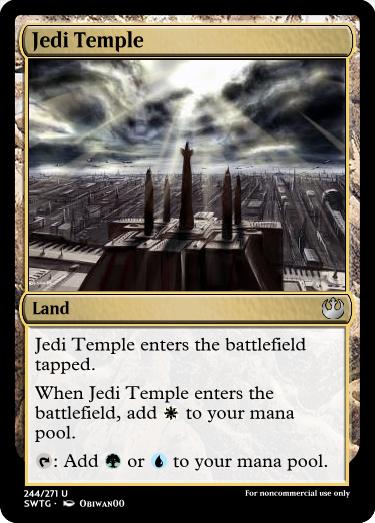 Jedi Temple
Land
Jedi Temple enters the battlefield
tapped.
When Jedi Temple enters the
battlefield, add to your mana
pool.
: Add or to your mana pool.
244/271 U
SWTG · Obiwan00
For noncommercial use only